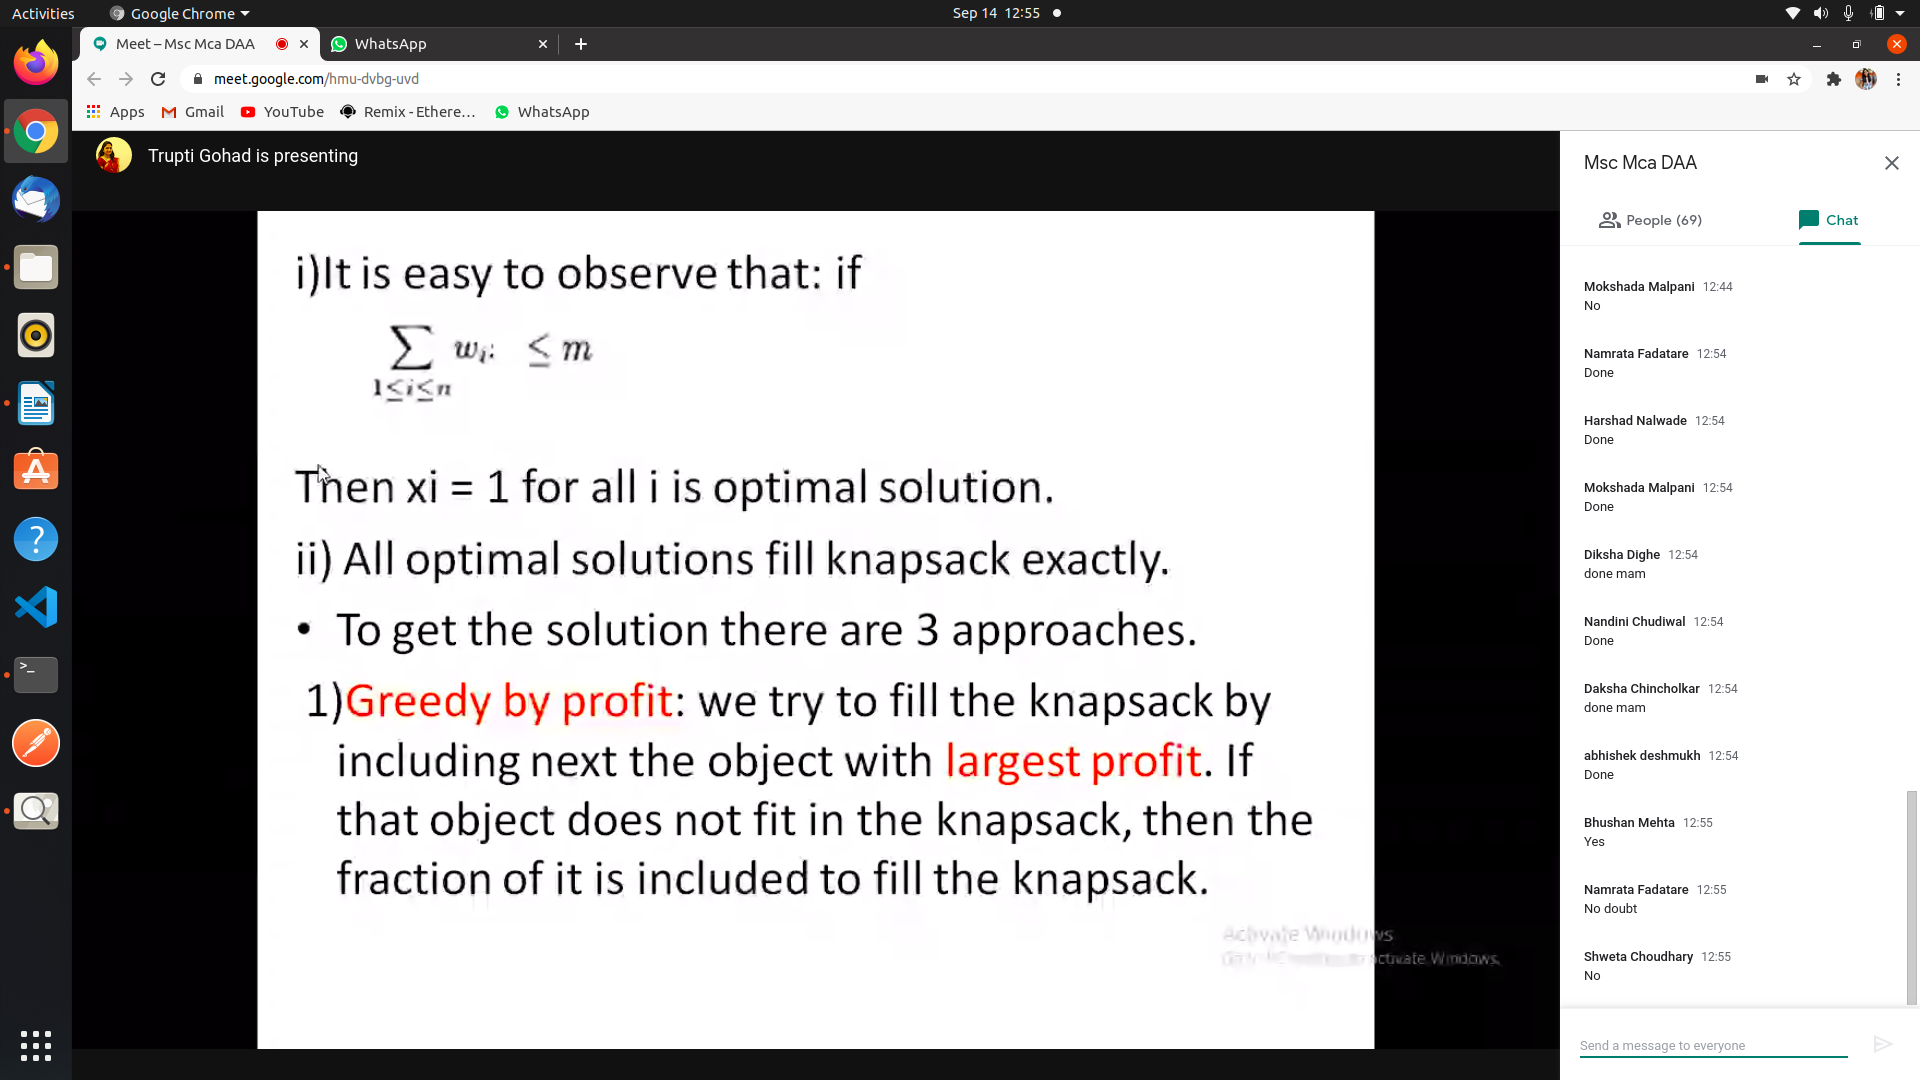 Activities
Google Chrome
Sep 14 12:55
Meet – Msc Mca DAA
WhatsApp
meet.google.com/hmu-dvbg-uvd
Apps
Gmail
YouTube
Remix - Ethere…
WhatsApp
Trupti Gohad is presenting
i)It is easy to observe that: if
∑ wi: ≤ m
1≤i≤n
Then xi = 1 for all i is optimal solution.
ii) All optimal solutions fill knapsack exactly.
• To get the solution there are 3 approaches.
1)Greedy by profit: we try to fill the knapsack by
including next the object with largest profit. If
that object does not fit in the knapsack, then the
fraction of it is included to fill the knapsack.
Activate Windows
activate Windows.
Msc Mca DAA
People (69)
Chat
Mokshada Malpani 12:44
No
Namrata Fadatare 12:54
Done
Harshad Nalwade 12:54
Done
Mokshada Malpani 12:54
Done
Diksha Dighe 12:54
done mam
Nandini Chudiwal 12:54
Done
Daksha Chincholkar 12:54
done mam
abhishek deshmukh 12:54
Done
Bhushan Mehta 12:55
Yes
Namrata Fadatare 12:55
No doubt
Shweta Choudhary 12:55
No
Send a message to everyone